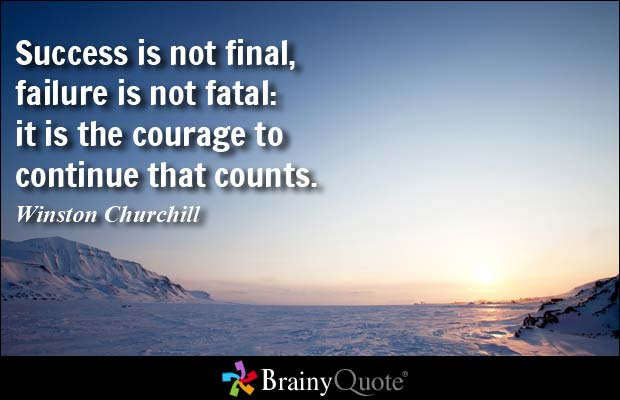 Success is not final,
failure is not fatal:
it is the courage to
continue that counts.
Winston Churchill
BrainyQuote®